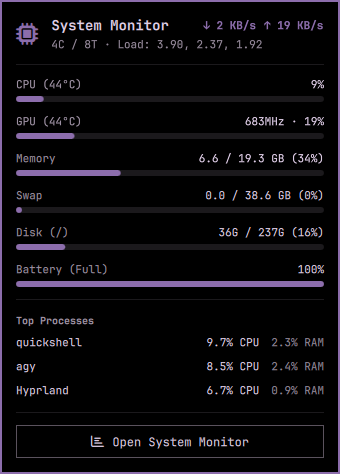 System Monitor ↓ 2 KB/s ↑ 19 KB/s
4C / 8T · Load: 3.90, 2.37, 1.92
CPU (44°C) 9%
GPU (44°C) 683MHz · 19%
Memory 6.6 / 19.3 GB (34%)
Swap 0.0 / 38.6 GB (0%)
Disk (/) 36G / 237G (16%)
Battery (Full) 100%
Top Processes
quickshell 9.7% CPU 2.3% RAM
agy 8.5% CPU 2.4% RAM
Hyprland 6.7% CPU 0.9% RAM
Open System Monitor